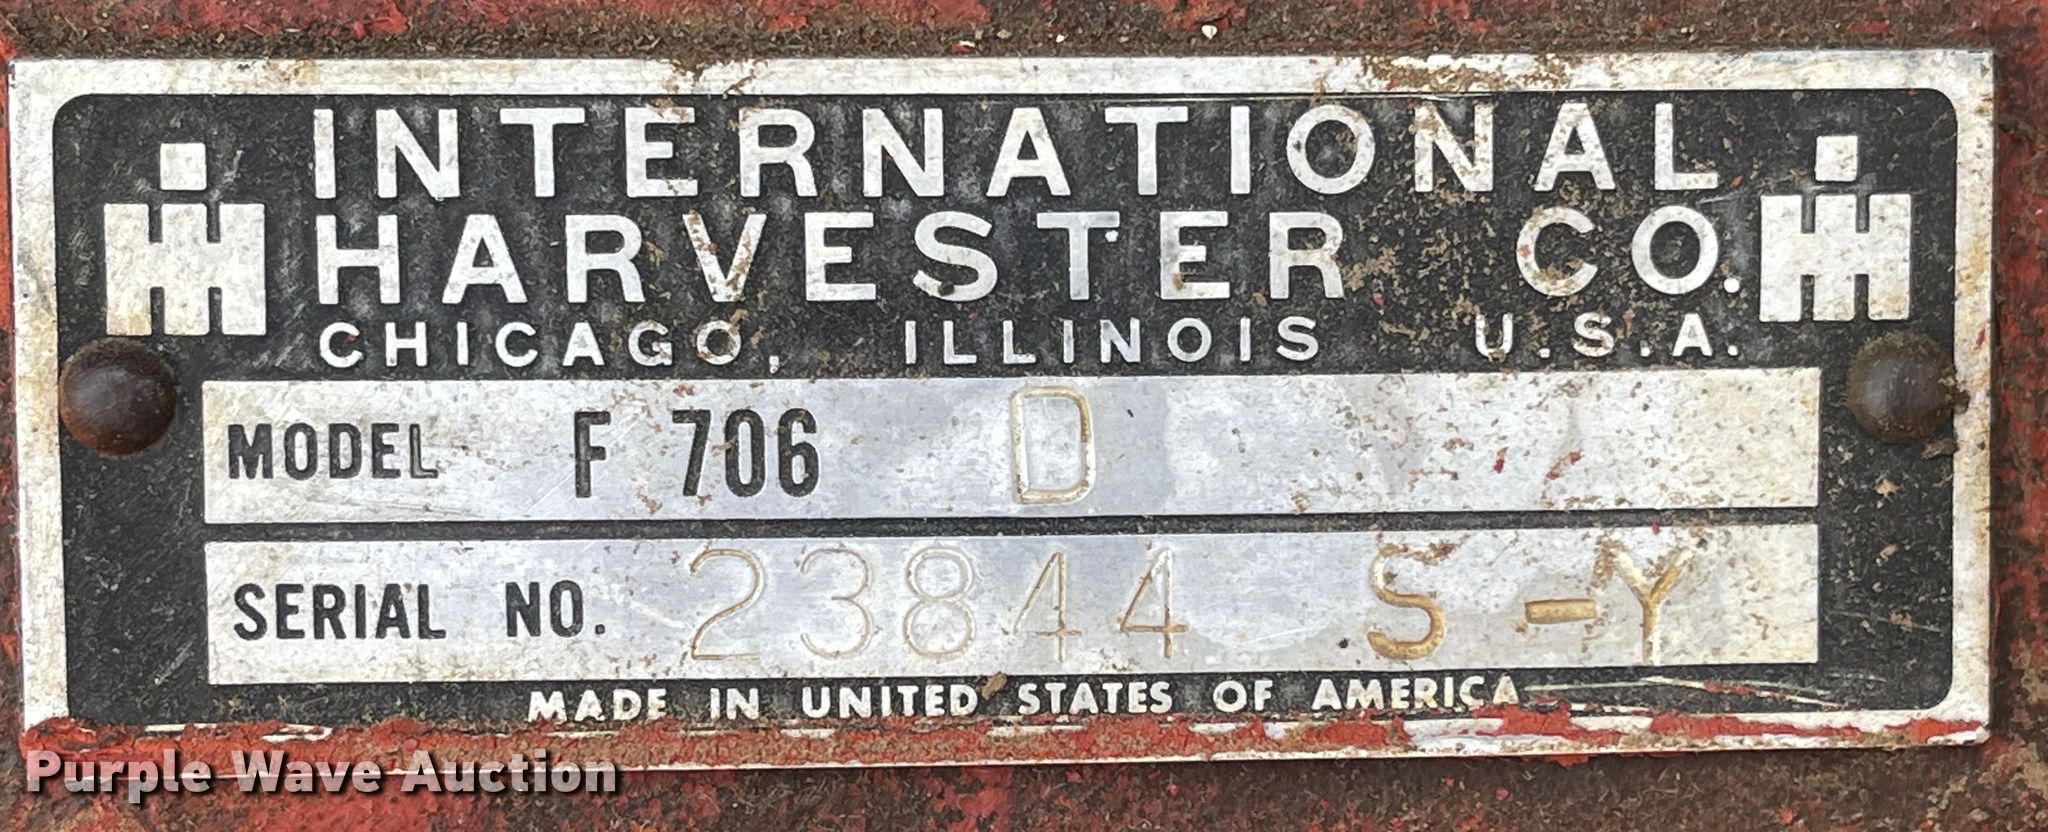 INTERNATIONAL
HARVESTER CO.
CHICAGO, ILLINOIS U.S.A.
MODEL F 706 D
SERIAL NO. 23844 S-Y
MADE IN UNITED STATES OF AMERICA
Purple Wave Auction